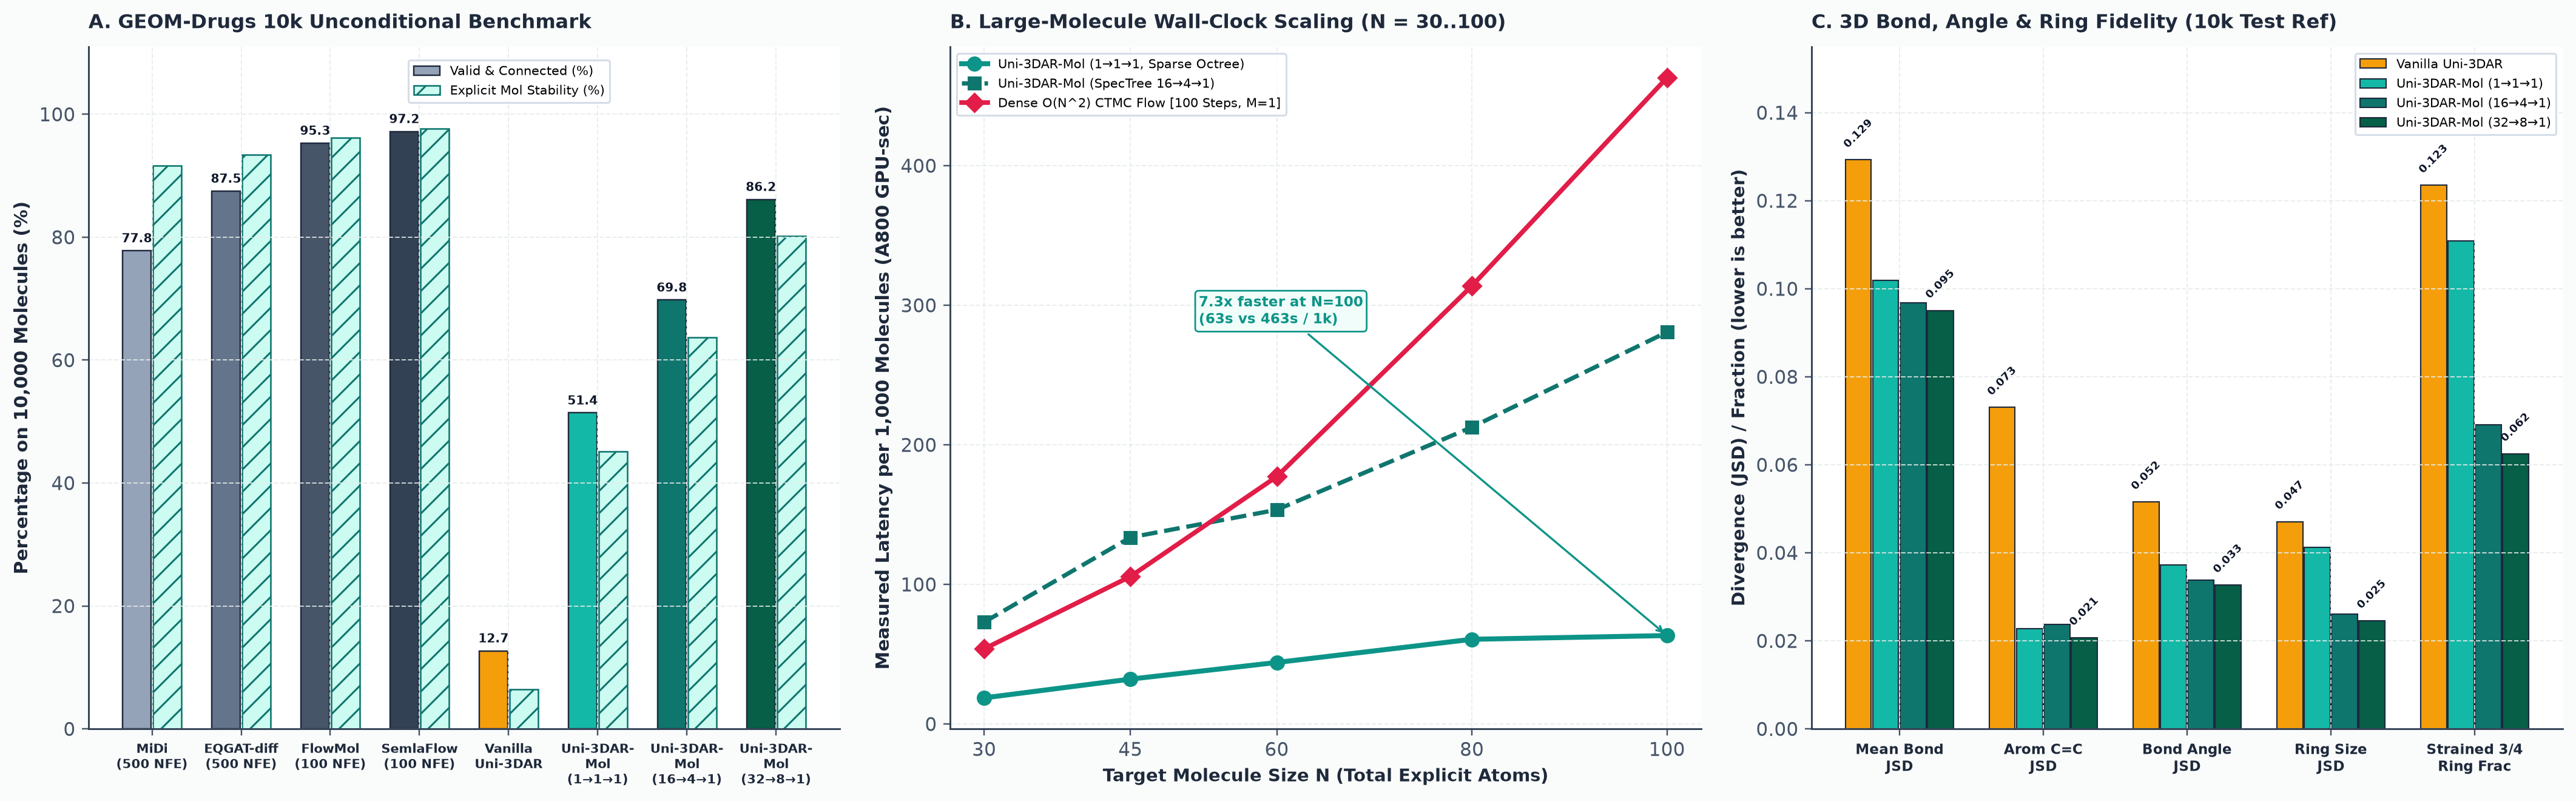 A. GEOM-Drugs 10k Unconditional Benchmark
Valid & Connected (%)
Explicit Mol Stability (%)
Percentage on 10,000 Molecules (%)
100
80
60
40
20
0
77.8
87.5
95.3
97.2
12.7
51.4
69.8
86.2
MiDi
(500 NFE)
EQGAT-diff
(500 NFE)
FlowMol
(100 NFE)
SemlaFlow
(100 NFE)
Vanilla
Uni-3DAR
Uni-3DAR-
Mol
(1→1→1)
Uni-3DAR-
Mol
(16→4→1)
Uni-3DAR-
Mol
(32→8→1)
B. Large-Molecule Wall-Clock Scaling (N = 30..100)
Uni-3DAR-Mol (1→1→1, Sparse Octree)
Uni-3DAR-Mol (SpecTree 16→4→1)
Dense O(N^2) CTMC Flow [100 Steps, M=1]
Measured Latency per 1,000 Molecules (A800 GPU-sec)
400
300
200
100
0
7.3x faster at N=100
(63s vs 463s / 1k)
30
45
60
80
100
Target Molecule Size N (Total Explicit Atoms)
C. 3D Bond, Angle & Ring Fidelity (10k Test Ref)
Vanilla Uni-3DAR
Uni-3DAR-Mol (1→1→1)
Uni-3DAR-Mol (16→4→1)
Uni-3DAR-Mol (32→8→1)
Divergence (JSD) / Fraction (lower is better)
0.14
0.12
0.10
0.08
0.06
0.04
0.02
0.00
0.129
0.095
0.073
0.021
0.052
0.033
0.047
0.025
0.123
0.062
Mean Bond
JSD
Arom C=C
JSD
Bond Angle
JSD
Ring Size
JSD
Strained 3/4
Ring Frac